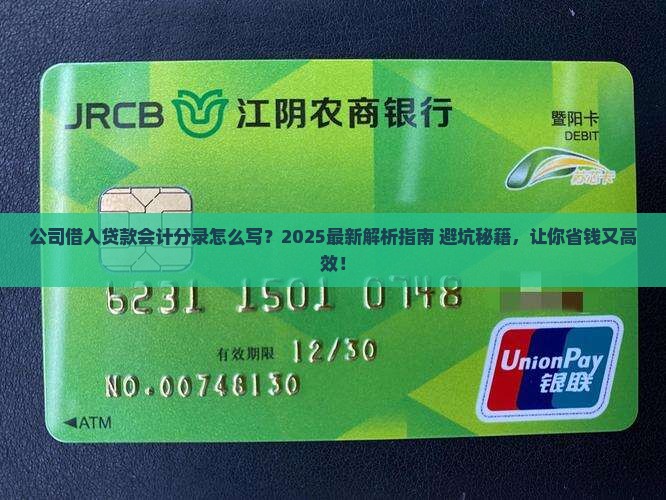 JRCB 江阴农商银行
暨阳卡
DEBIT
公司借入贷款会计分录怎么写？2025最新解析指南 避坑秘籍，让你省钱又高
效！
6231 1501 0748
有效期限 12/30
NO.00748130
UnionPay
银联
◀ATM